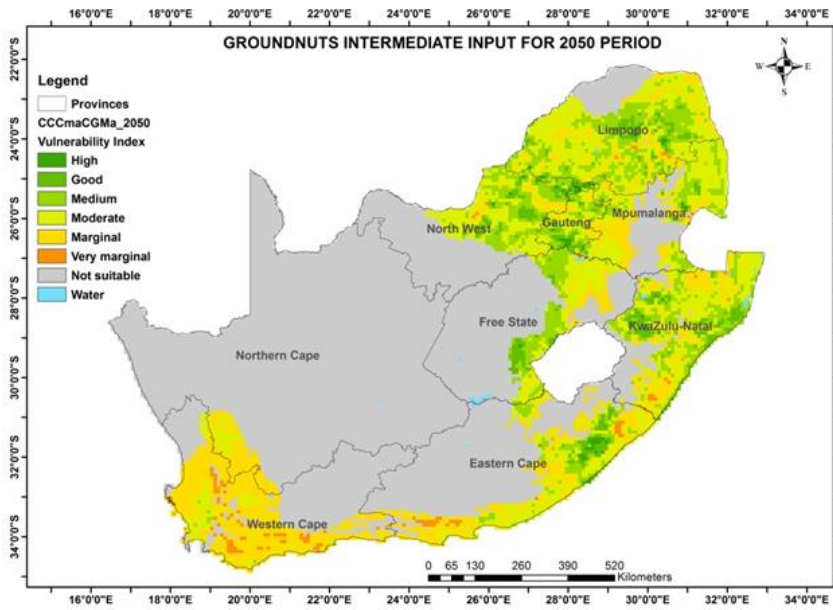 16°0'0"E 18°0'0"E 20°0'0"E 22°0'0"E 24°0'0"E 26°0'0"E 28°0'0"E 30°0'0"E 32°0'0"E 34°0'0"E
GROUNDNUTS INTERMEDIATE INPUT FOR 2050 PERIOD
N
W E
S
22°0'0"S
24°0'0"S
26°0'0"S
28°0'0"S
30°0'0"S
32°0'0"S
34°0'0"S
Legend
Provinces
CCCmaCGMa_2050
Vulnerability Index
High
Good
Medium
Moderate
Marginal
Very marginal
Not suitable
Water
Limpopo
Mpumalanga
Gauteng
North West
Free State
KwaZulu-Natal
Northern Cape
Eastern Cape
Western Cape
0 65 130 260 390 520
Kilometers
16°0'0"E 18°0'0"E 20°0'0"E 22°0'0"E 24°0'0"E 26°0'0"E 28°0'0"E 30°0'0"E 32°0'0"E 34°0'0"E